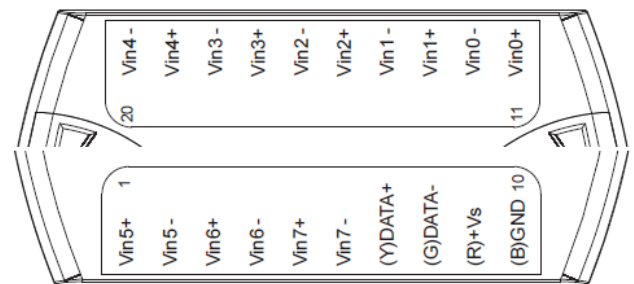 Vin4 - Vin4+ Vin3 - Vin3+ Vin2 - Vin2+ Vin1 - Vin1+ Vin0 - Vin0+
20 11
1 10
Vin5+ Vin5 - Vin6+ Vin6 - Vin7+ Vin7 - (Y)DATA+ (G)DATA- (R)+Vs (B)GND